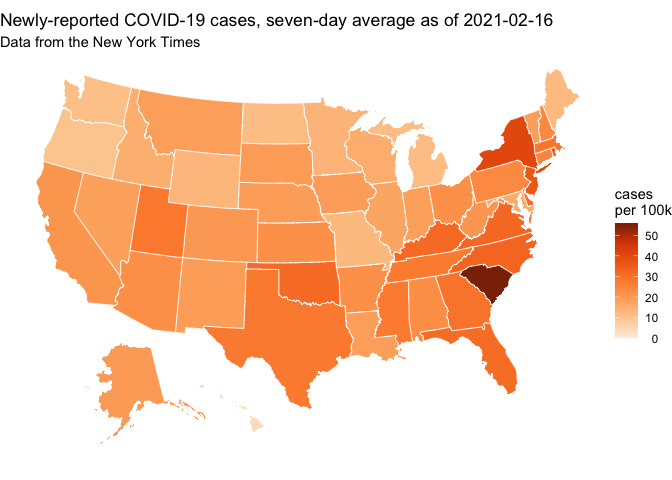 Newly-reported COVID-19 cases, seven-day average as of 2021-02-16
Data from the New York Times
cases
per 100k
50
40
30
20
10
0